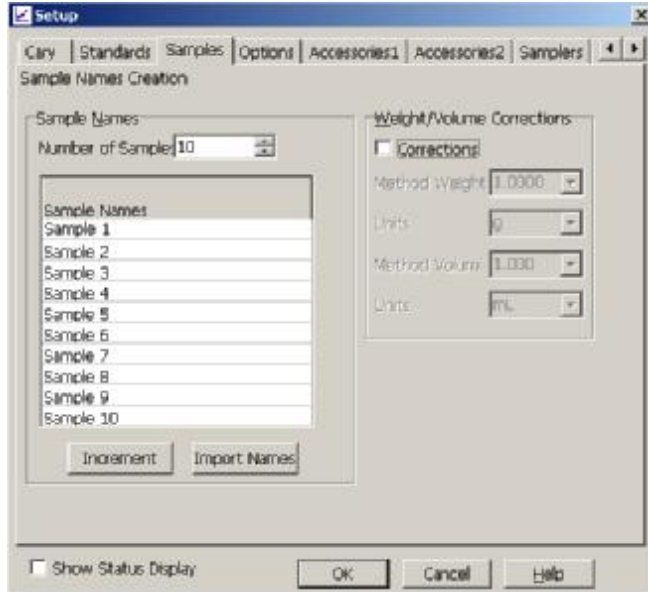 Setup
Cary Standards Samples Options Accessories1 Accessories2 Samplers
Sample Names Creation
Sample Names
Number of Sample 10
Sample Names
Sample 1
Sample 2
Sample 3
Sample 4
Sample 5
Sample 6
Sample 7
Sample 8
Sample 9
Sample 10
Increment Import Names
Weight/Volume Corrections
Corrections
Method Weight 1.0000
Units g
Method Volum 1.000
Units mL
Show Status Display
OK Cancel Help